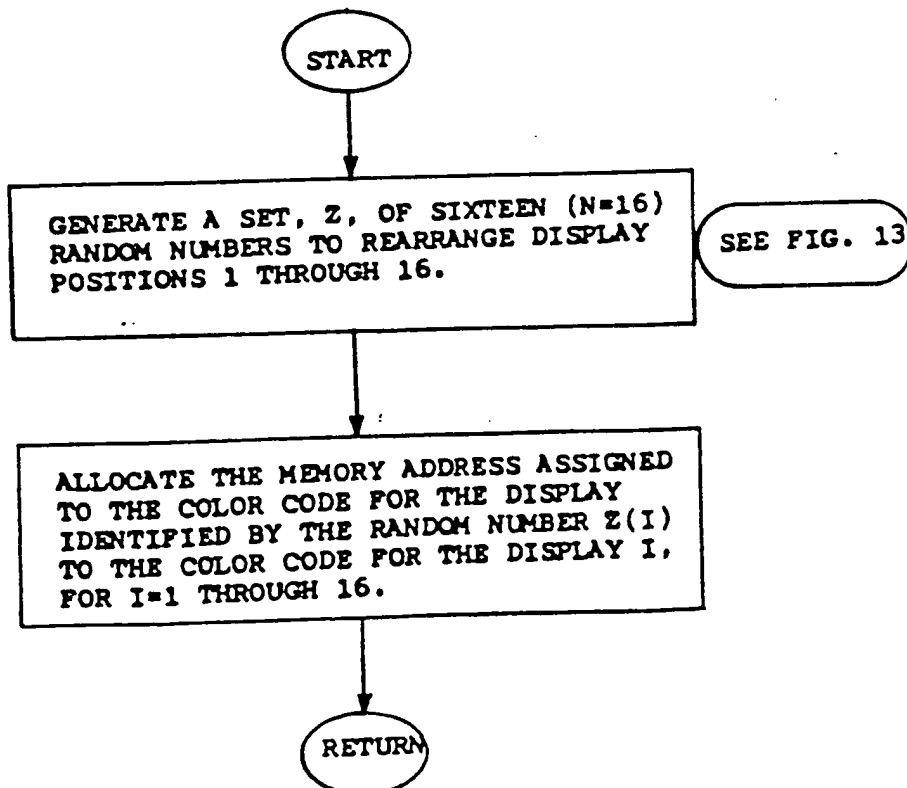 START
GENERATE A SET, Z, OF SIXTEEN (N=16)
RANDOM NUMBERS TO REARRANGE DISPLAY
POSITIONS 1 THROUGH 16.
SEE FIG. 13
ALLOCATE THE MEMORY ADDRESS ASSIGNED
TO THE COLOR CODE FOR THE DISPLAY
IDENTIFIED BY THE RANDOM NUMBER Z(I)
TO THE COLOR CODE FOR THE DISPLAY I,
FOR I=1 THROUGH 16.
RETURN